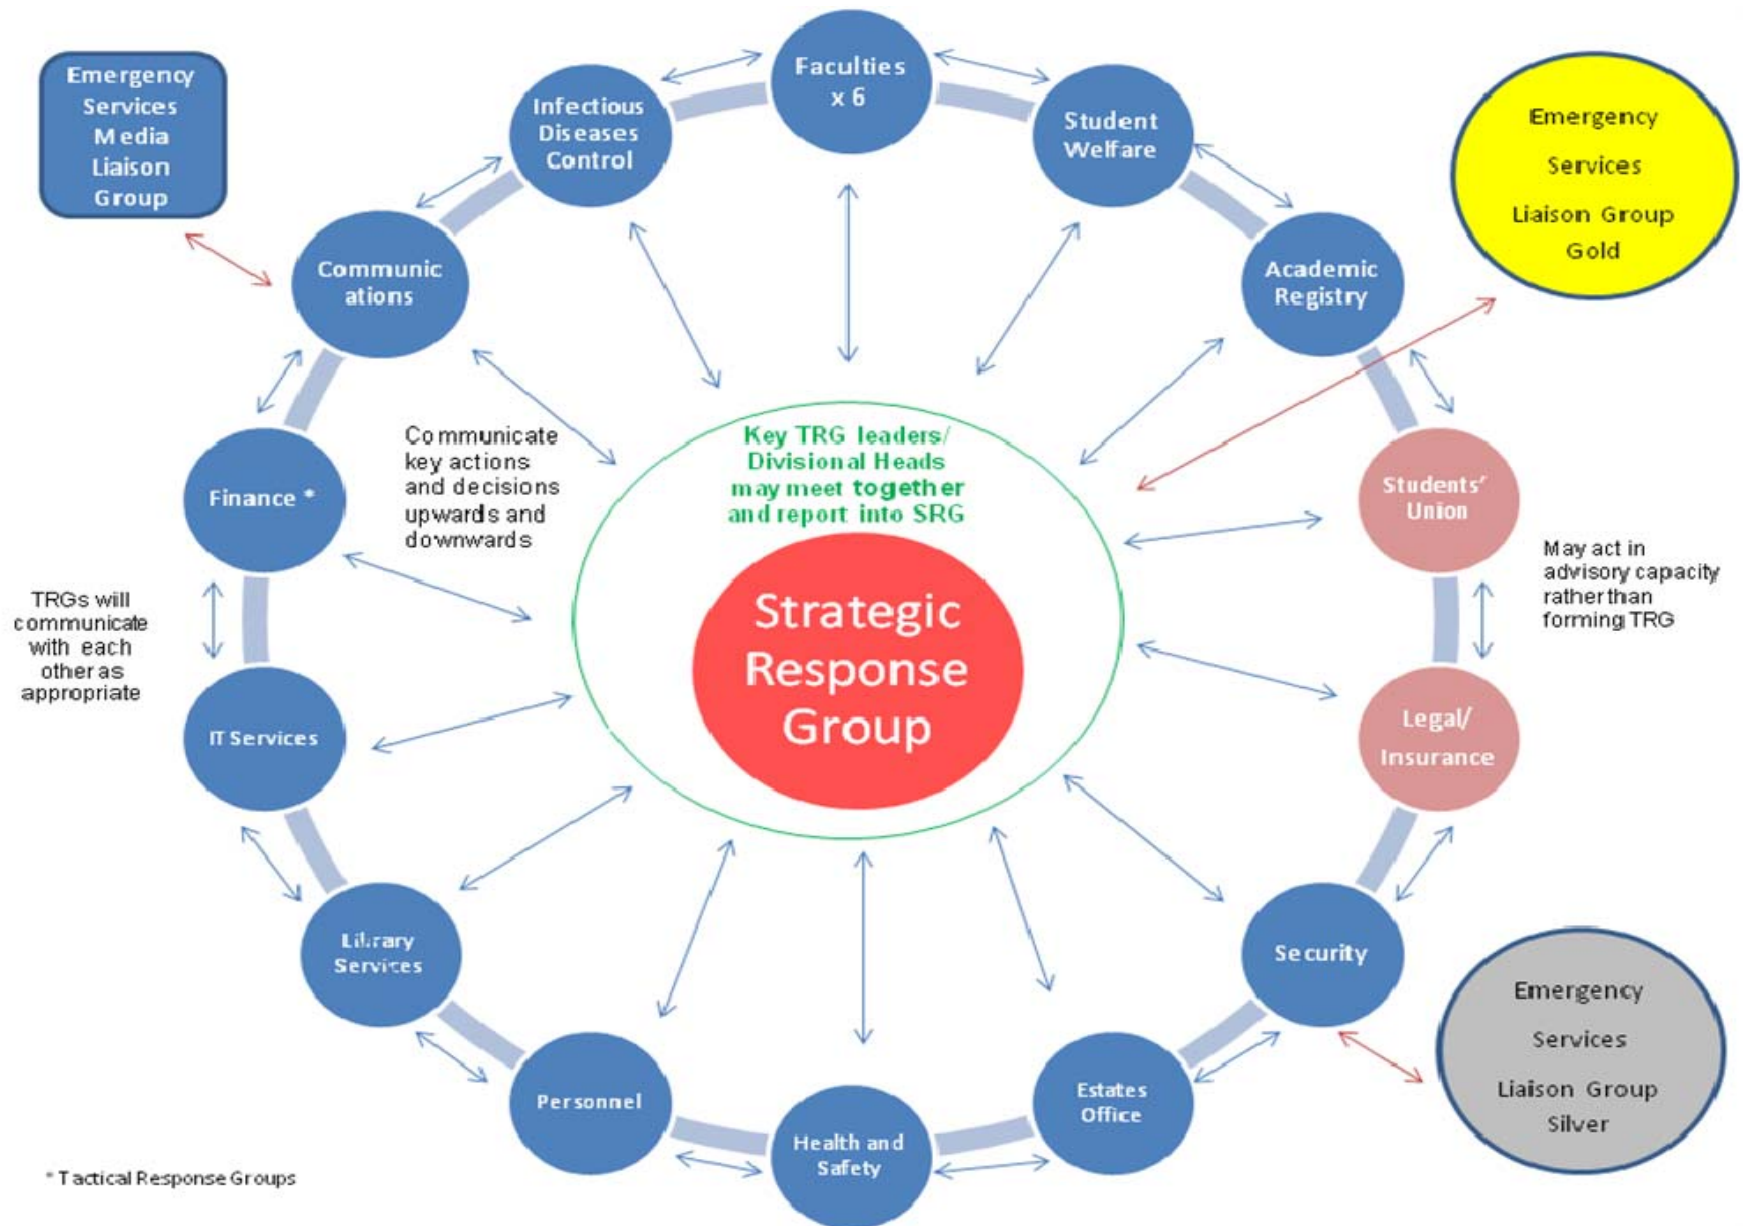 Emergency
Services
Media
Liaison
Group
Faculties
x 6
Infectious
Diseases
Control
Student
Welfare
Emergency
Services
Liaison Group
Gold
Communic
ations
Academic
Registry
Finance *
Communicate
key actions
and decisions
upwards and
downwards
Key TRG leaders/
Divisional Heads
may meet together
and report into SRG
Students'
Union
TRGs will
communicate
with each
other as
appropriate
Strategic
Response
Group
May act in
advisory capacity
rather than
forming TRG
IT Services
Legal/
Insurance
Library
Services
Security
Personnel
Health and
Safety
Estates
Office
Emergency
Services
Liaison Group
Silver
* Tactical Response Groups